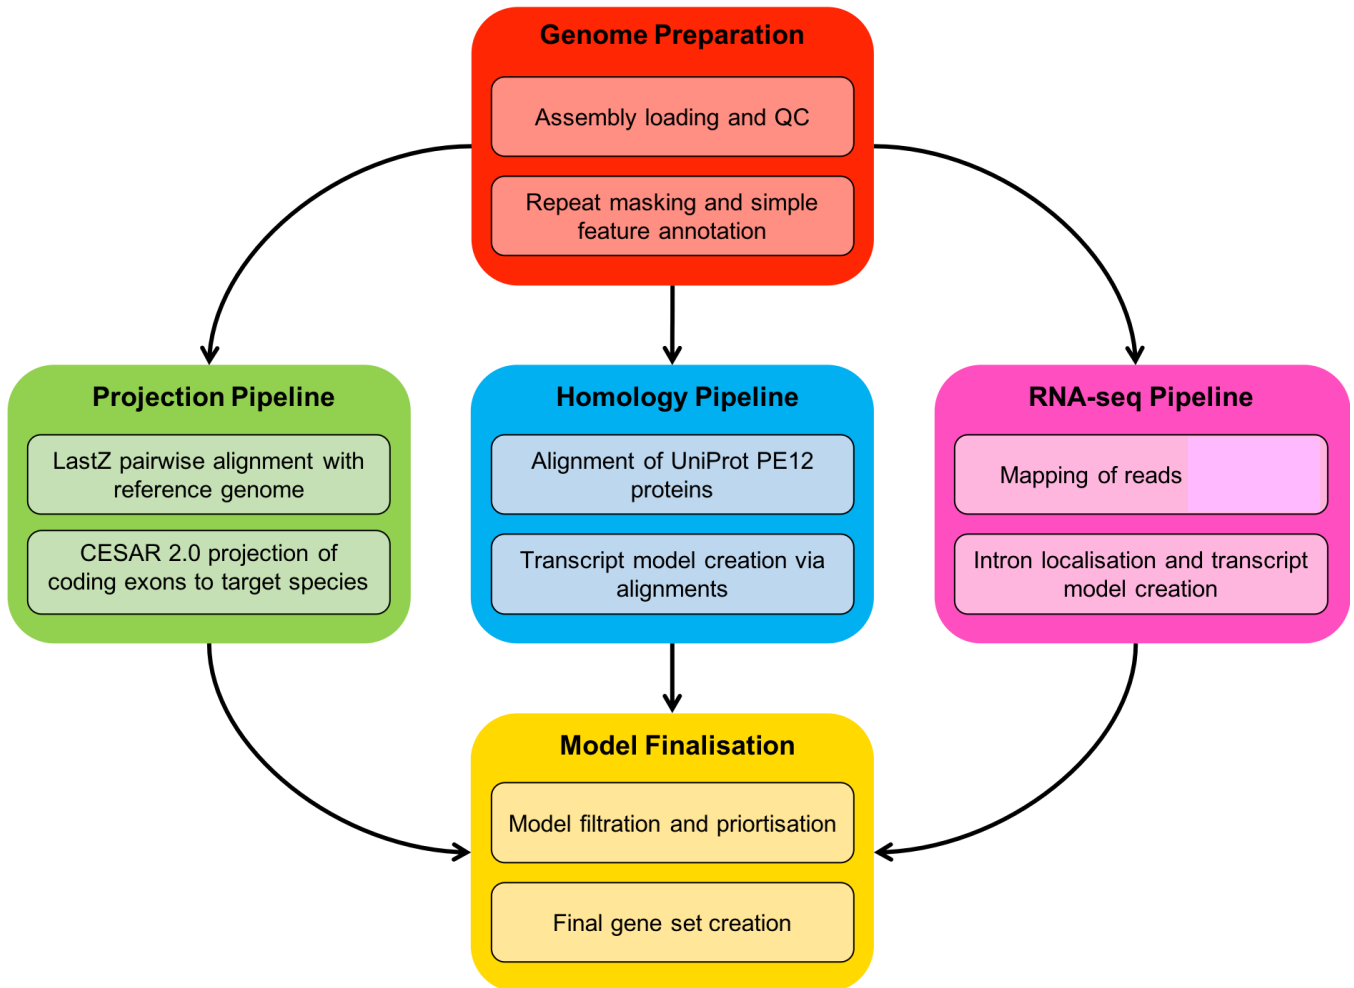 Genome Preparation
Assembly loading and QC
Repeat masking and simple
feature annotation
Projection Pipeline
LastZ pairwise alignment with
reference genome
CESAR 2.0 projection of
coding exons to target species
Homology Pipeline
Alignment of UniProt PE12
proteins
Transcript model creation via
alignments
RNA-seq Pipeline
Mapping of reads
Intron localisation and transcript
model creation
Model Finalisation
Model filtration and priortisation
Final gene set creation